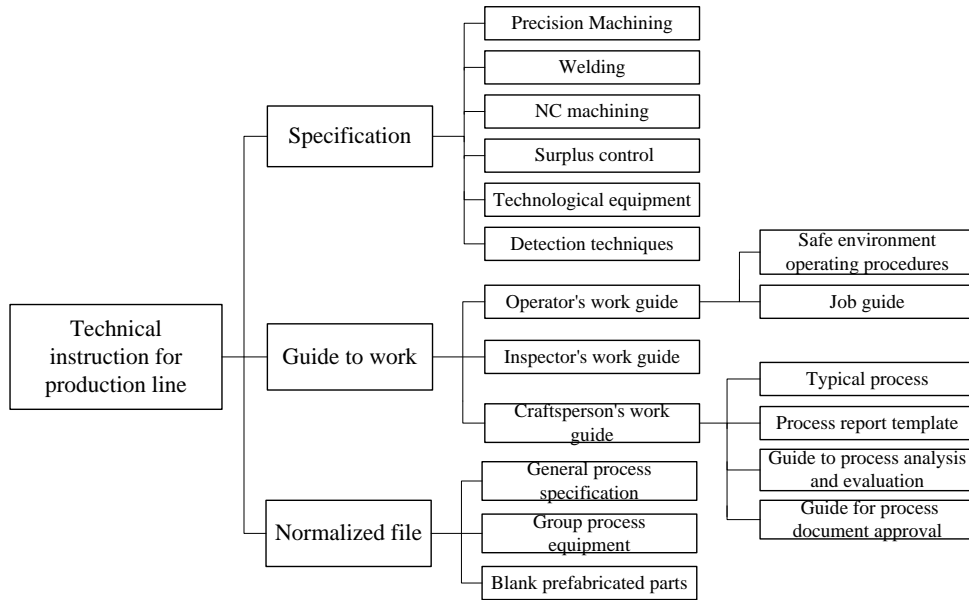 Precision Machining
Welding
NC machining
Specification
Surplus control
Technological equipment
Detection techniques
Safe environment
operating procedures
Operator's work guide
Job guide
Technical
instruction for
production line
Guide to work
Inspector's work guide
Typical process
Craftsperson's work
guide
Process report template
Guide to process analysis
and evaluation
General process
specification
Guide for process
document approval
Normalized file
Group process
equipment
Blank prefabricated parts